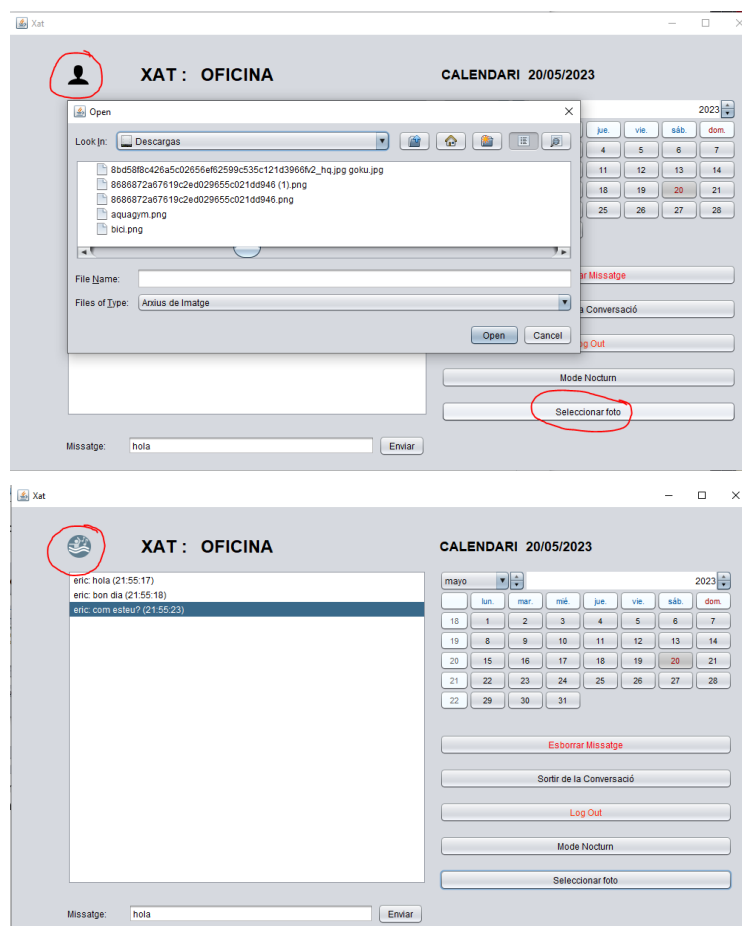 Xat
XAT : OFICINA
CALENDARI 20/05/2023
Open
Look In: Descargas
8bd58f8c426a5c02656ef62599c535c121d3966fv2_hq.jpg goku.jpg
8686872a67619c2ed029655c021dd946 (1).png
8686872a67619c2ed029655c021dd946.png
aquagym.png
bici.png
File Name:
Files of Type: Arxius de Imatge
Open Cancel
2023
jue. vie. sáb. dom.
4 5 6 7
11 12 13 14
18 19 20 21
25 26 27 28
ar Missatge
a Conversació
og Out
Mode Nocturn
Seleccionar foto
Missatge: hola Enviar
Xat
XAT : OFICINA
CALENDARI 20/05/2023
eric: hola (21:55:17)
eric: bon dia (21:55:18)
eric: com esteu? (21:55:23)
mayo 2023
lun. mar. mié. jue. vie. sáb. dom.
18 1 2 3 4 5 6 7
19 8 9 10 11 12 13 14
20 15 16 17 18 19 20 21
21 22 23 24 25 26 27 28
22 29 30 31
Esborrar Missatge
Sortir de la Conversació
Log Out
Mode Nocturn
Seleccionar foto
Missatge: hola Enviar